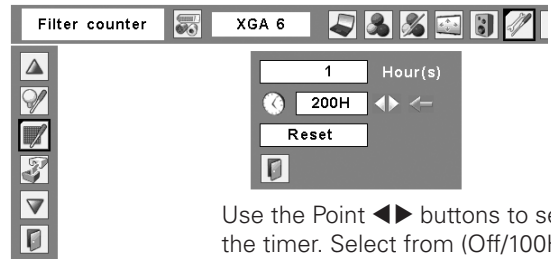 Filter counter XGA 6
1 Hour(s)
200H
Reset
Use the Point ◀▶ buttons to se
the timer. Select from (Off/100